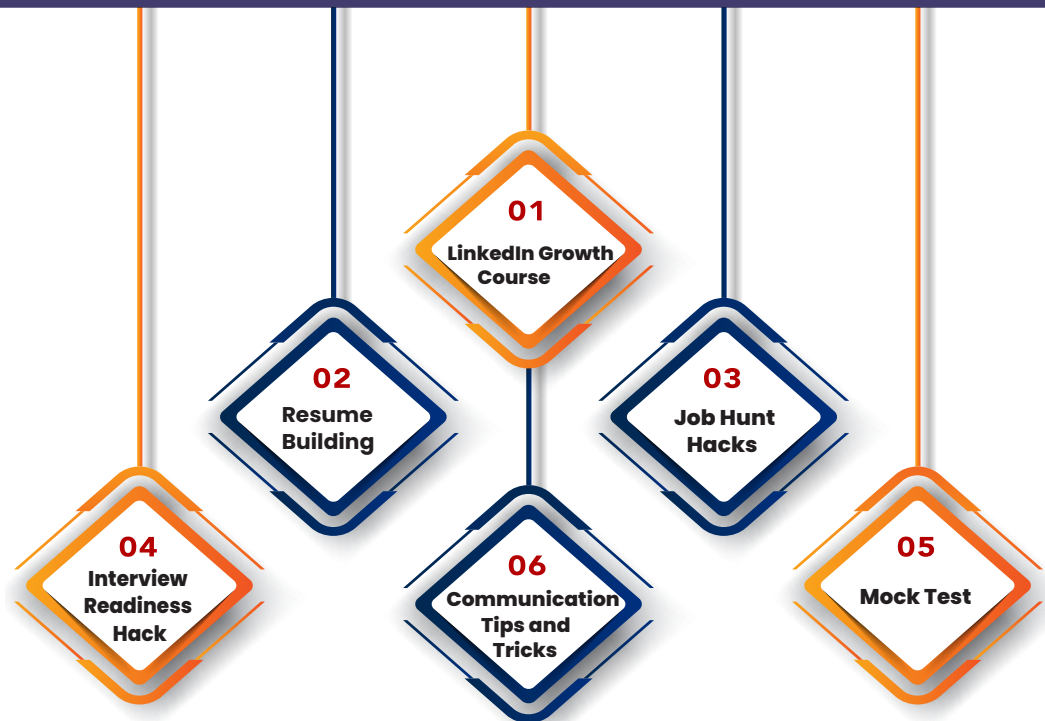 01
LinkedIn Growth
Course
02
Resume
Building
03
Job Hunt
Hacks
04
Interview
Readiness
Hack
05
Mock Test
06
Communication
Tips and
Tricks